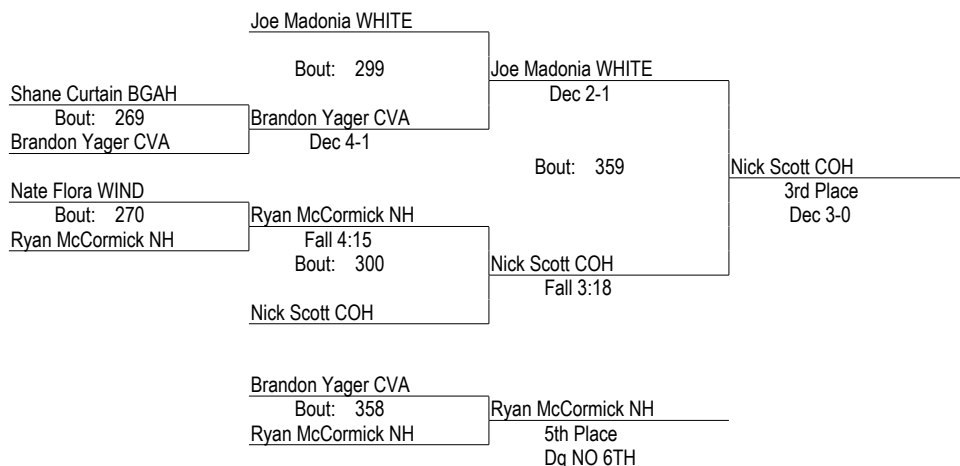 Joe Madonia WHITE
Bout: 299
Joe Madonia WHITE
Dec 2-1
Shane Curtain BGAH
Bout: 269
Brandon Yager CVA
Brandon Yager CVA
Dec 4-1
Bout: 359
Nick Scott COH
3rd Place
Dec 3-0
Nate Flora WIND
Bout: 270
Ryan McCormick NH
Ryan McCormick NH
Fall 4:15
Bout: 300
Nick Scott COH
Fall 3:18
Nick Scott COH
Brandon Yager CVA
Bout: 358
Ryan McCormick NH
Ryan McCormick NH
5th Place
Dq NO 6TH